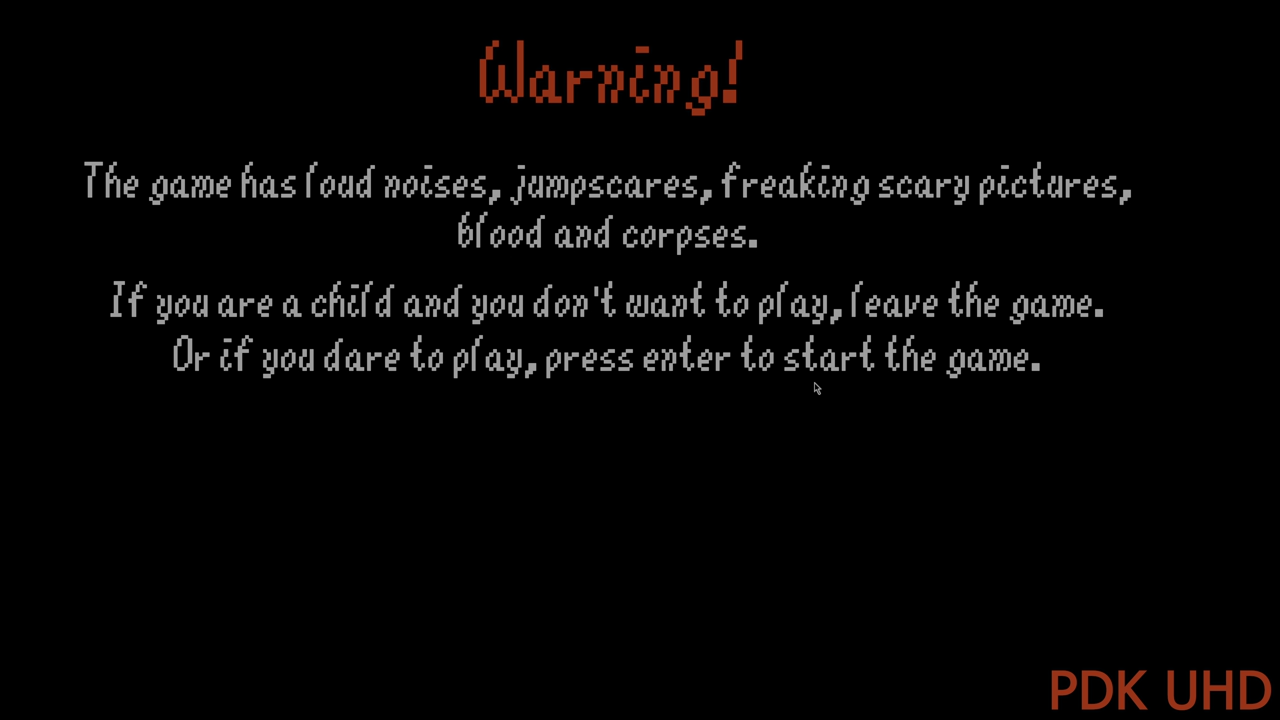 Warning!
The game has loud noises, jumpscares, freaking scary pictures,
blood and corpses.
If you are a child and you don't want to play, leave the game.
Or if you dare to play, press enter to start the game.
PDK UHD